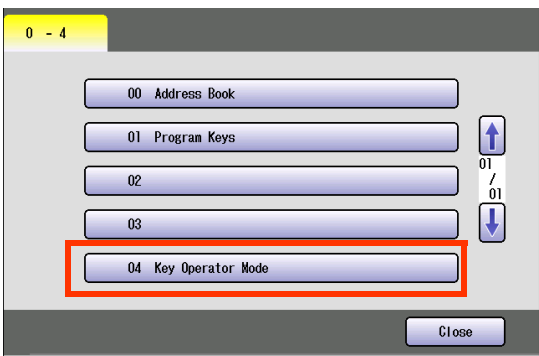 0 - 4
00 Address Book
01 Program Keys
02
03
04 Key Operator Mode
01
/
01
Close